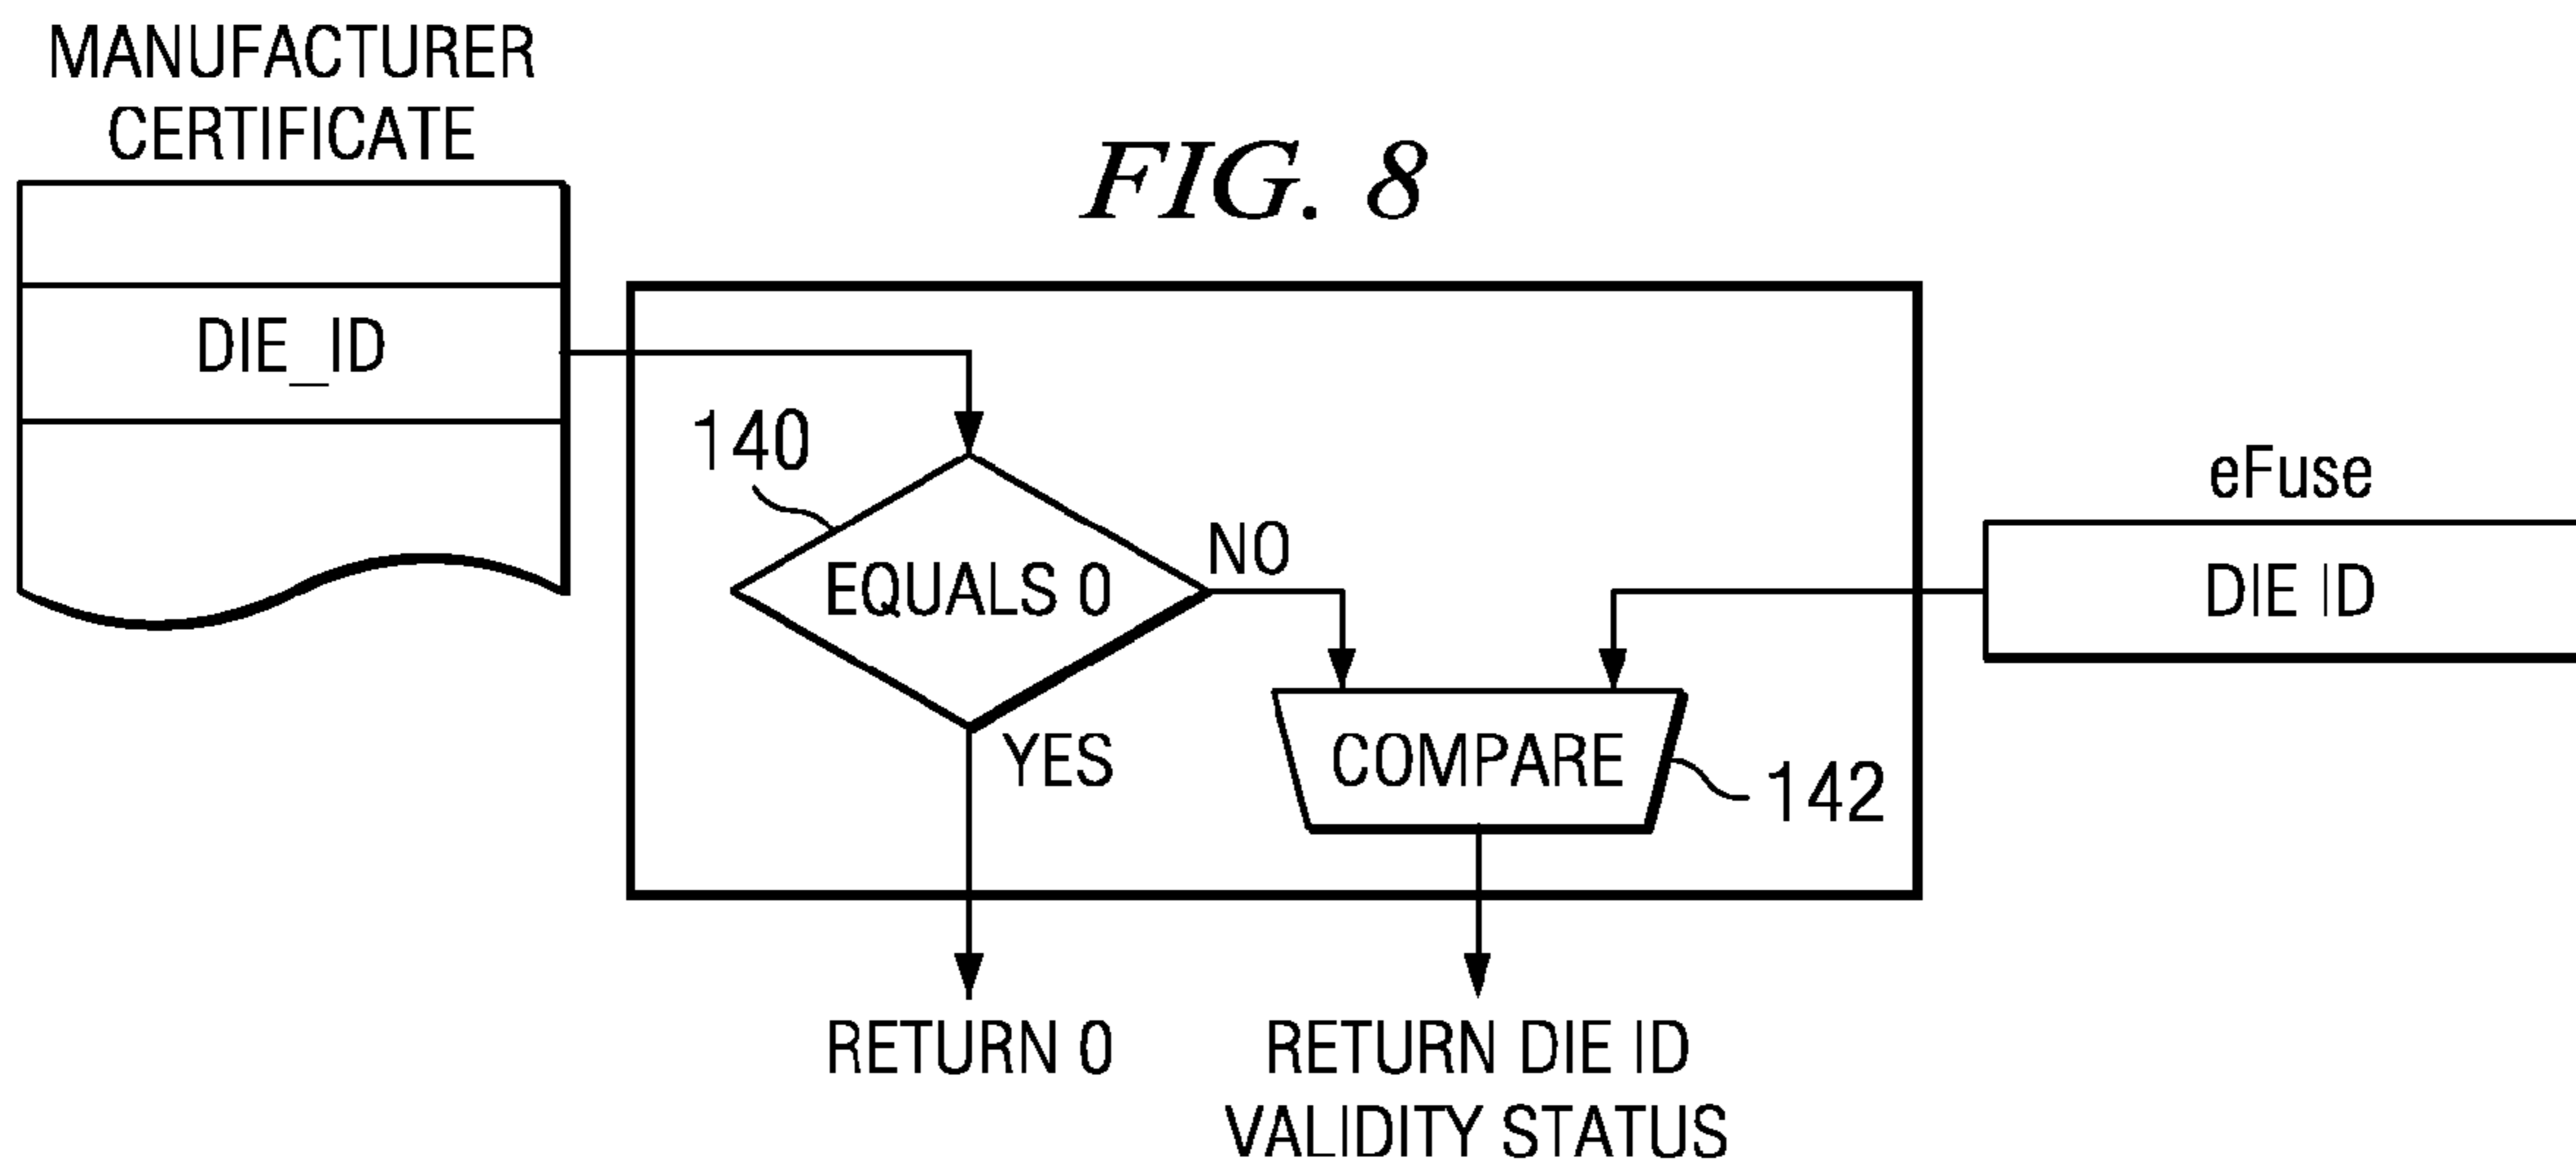 MANUFACTURER
CERTIFICATE
FIG. 8
DIE_ID
140
eFuse
NO
EQUALS 0
DIE ID
YES
COMPARE
142
RETURN 0
RETURN DIE ID
VALIDITY STATUS